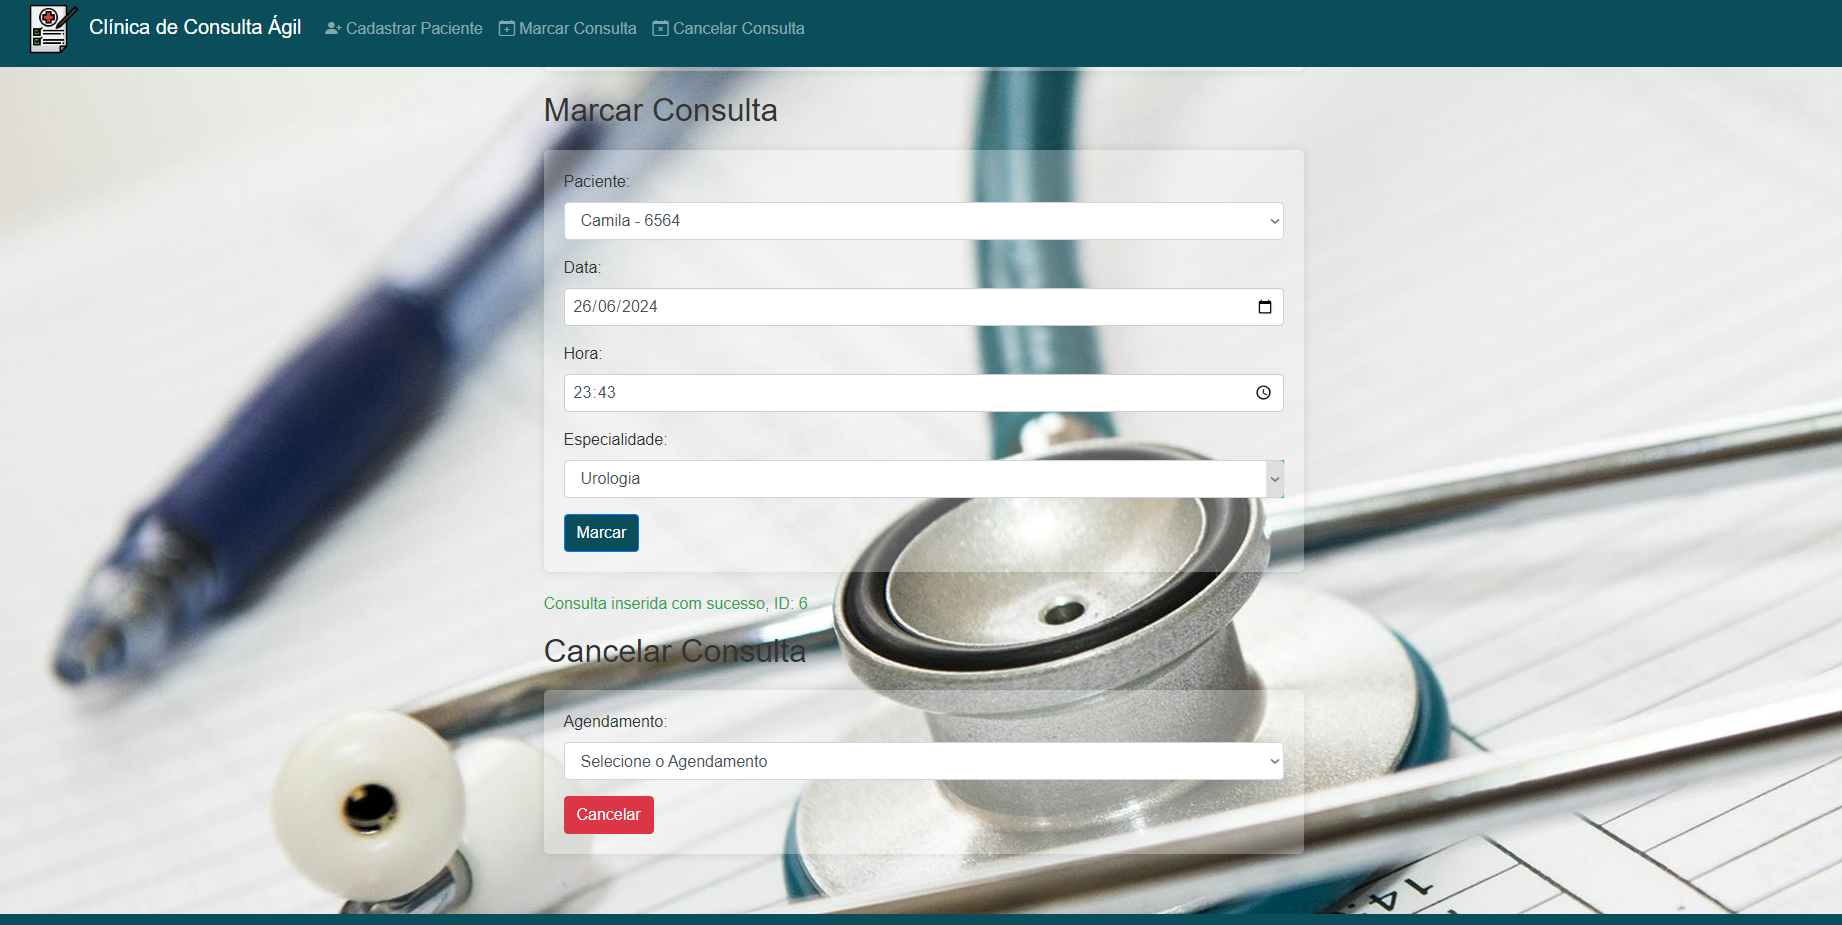 Clínica de Consulta Ágil Cadastrar Paciente Marcar Consulta Cancelar Consulta
Marcar Consulta
Paciente:
Camila - 6564
Data:
26/06/2024
Hora:
23:43
Especialidade:
Urologia
Marcar
Consulta inserida com sucesso, ID: 6
Cancelar Consulta
Agendamento:
Selecione o Agendamento
Cancelar
14